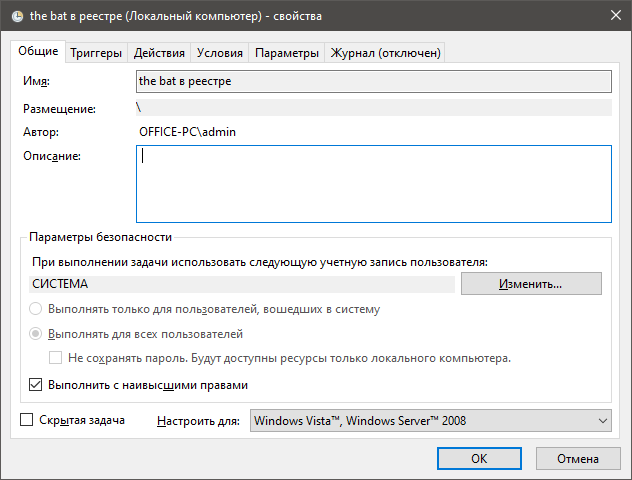 the bat в реестре (Локальный компьютер) - свойства
Общие Триггеры Действия Условия Параметры Журнал (отключен)
Имя: the bat в реестре
Размещение: \
Автор: OFFICE-PC\admin
Описание:
Параметры безопасности
При выполнении задачи использовать следующую учетную запись пользователя:
СИСТЕМА Изменить...
Выполнять только для пользователей, вошедших в систему
Выполнять для всех пользователей
Не сохранять пароль. Будут доступны ресурсы только локального компьютера.
Выполнить с наивысшими правами
Скрытая задача Настроить для: Windows Vista™, Windows Server™ 2008
ОК Отмена